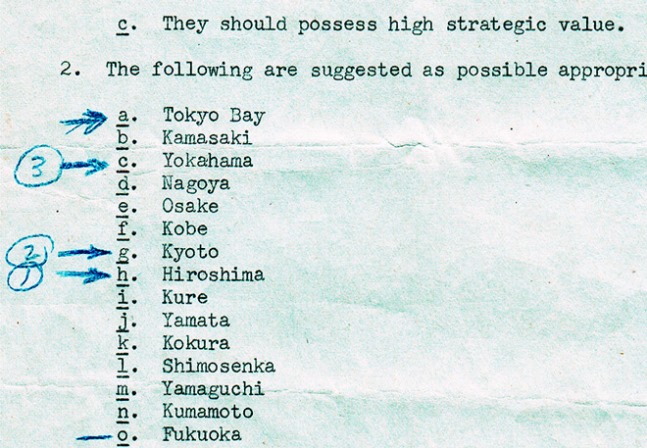 c. They should possess high strategic value.
2. The following are suggested as possible appropri
a. Tokyo Bay
b. Kamasaki
3 c. Yokahama
d. Nagoya
e. Osake
f. Kobe
2 g. Kyoto
1 h. Hiroshima
i. Kure
j. Yamata
k. Kokura
l. Shimosenka
m. Yamaguchi
n. Kumamoto
o. Fukuoka